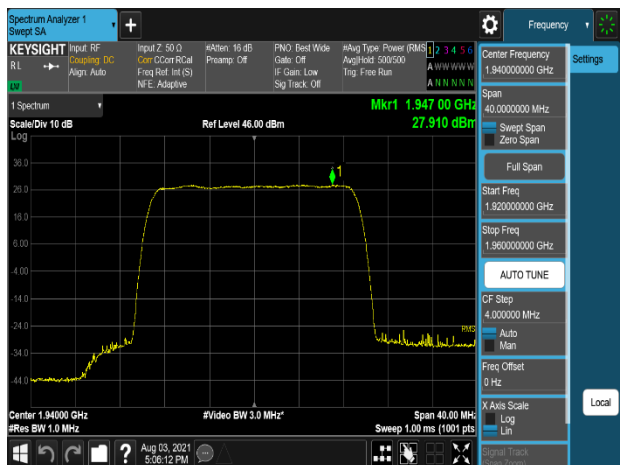 Spectrum Analyzer 1
Swept SA
Frequency
KEYSIGHT
Input: RF
Input Z: 50 Ω
#Atten: 16 dB
PNO: Best Wide
#Avg Type: Power (RMS
1 2 3 4 5 6
RL
Coupling: DC
Corr CCorr RCal
Preamp: Off
Gate: Off
Avg|Hold: 500/500
A WWWWW
Align: Auto
Freq Ref: Int (S)
IF Gain: Low
Trig: Free Run
NFE: Adaptive
Sig Track: Off
A N N N N N
LXI
1 Spectrum
Mkr1 1.947 00 GHz
Scale/Div 10 dB
Ref Level 46.00 dBm
27.910 dBm
Log
36.0
1
26.0
16.0
6.00
-4.00
-14.0
-24.0
RMS
-34.0
-44.0
Center 1.94000 GHz
#Video BW 3.0 MHz*
Span 40.00 MHz
#Res BW 1.0 MHz
Sweep 1.00 ms (1001 pts
Aug 03, 2021
5:06:12 PM
?
Center Frequency
1.940000000 GHz
Settings
Span
40.0000000 MHz
Swept Span
Zero Span
Full Span
Start Freq
1.920000000 GHz
Stop Freq
1.960000000 GHz
AUTO TUNE
CF Step
4.000000 MHz
Auto
Man
Freq Offset
0 Hz
X Axis Scale
Log
Lin
Local
Signal Track
(Span Zoom)